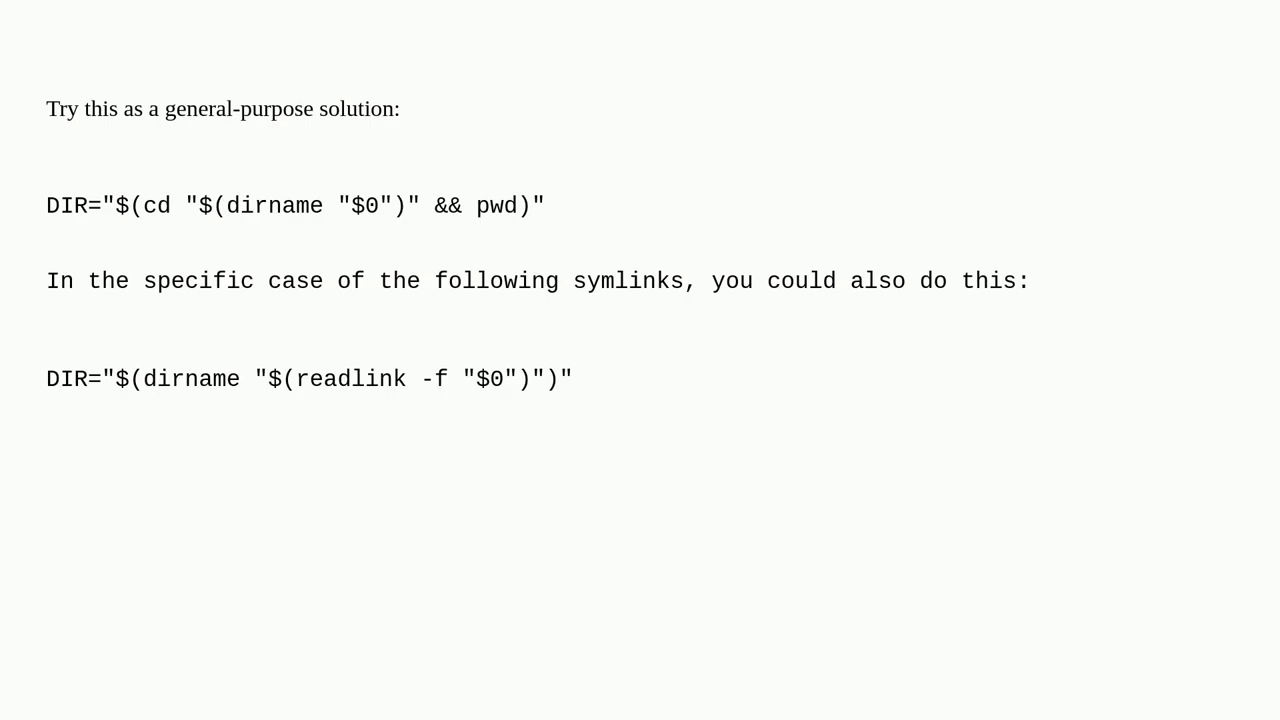 Try this as a general-purpose solution:
DIR="$(cd "$(dirname "$0")" && pwd)"
In the specific case of the following symlinks, you could also do this:
DIR="$(dirname "$(readlink -f "$0")")"